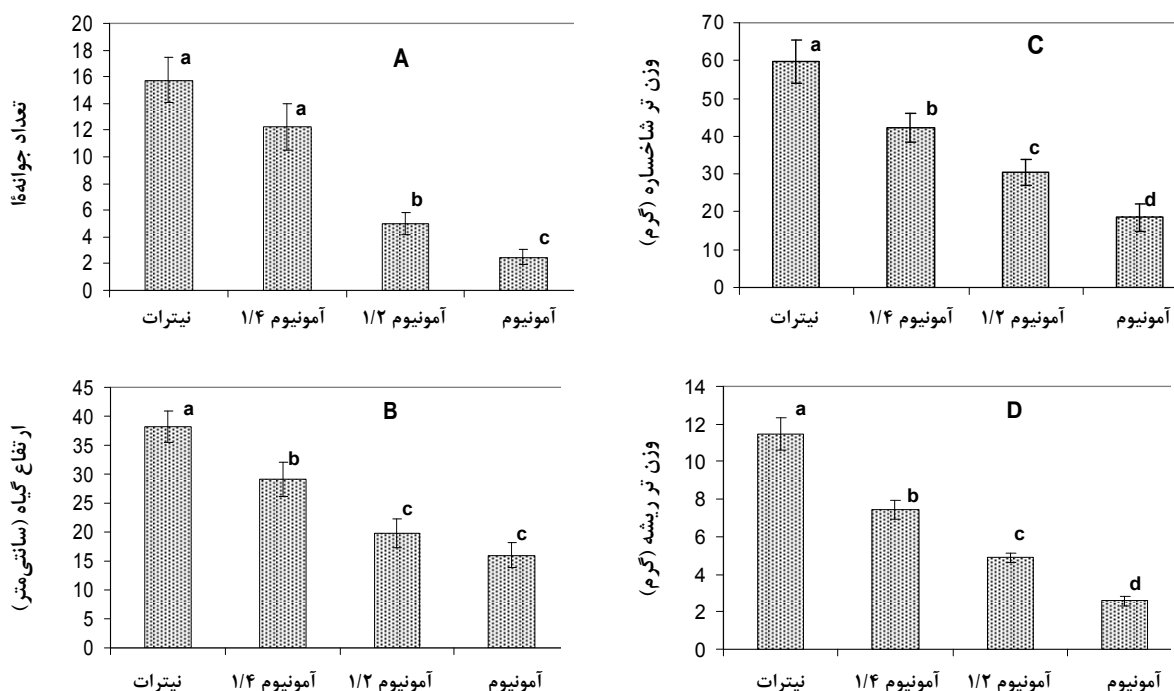 A
تعداد جوانه‌ۀا
20
18
16
14
12
10
8
6
4
2
0
a
a
b
c
نیترات
آمونیوم ۱/۴
آمونیوم ۱/۲
آمونیوم
C
وزن تر شاخساره (گرم)
70
60
50
40
30
20
10
0
a
b
c
d
نیترات
آمونیوم ۱/۴
آمونیوم ۱/۲
آمونیوم
B
ارتفاع گیاه (سانتی‌متر)
45
40
35
30
25
20
15
10
5
0
a
b
c
c
نیترات
آمونیوم ۱/۴
آمونیوم ۱/۲
آمونیوم
D
وزن تر ریشه (گرم)
14
12
10
8
6
4
2
0
a
b
c
d
نیترات
آمونیوم ۱/۴
آمونیوم ۱/۲
آمونیوم